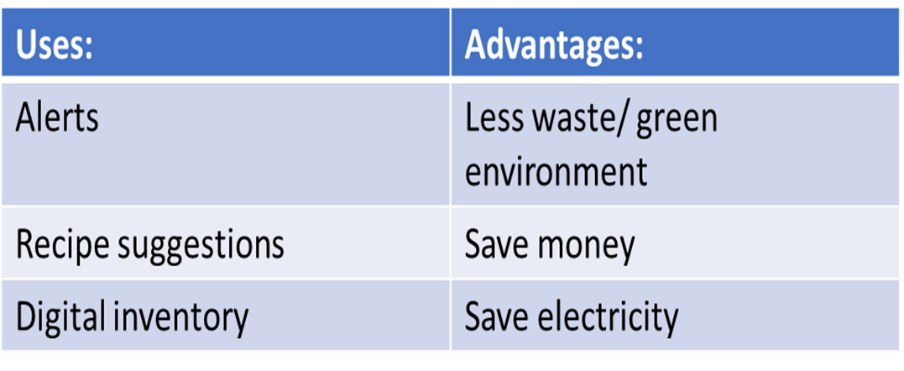 Uses:
Advantages:
Alerts
Less waste/ green
environment
Recipe suggestions
Save money
Digital inventory
Save electricity